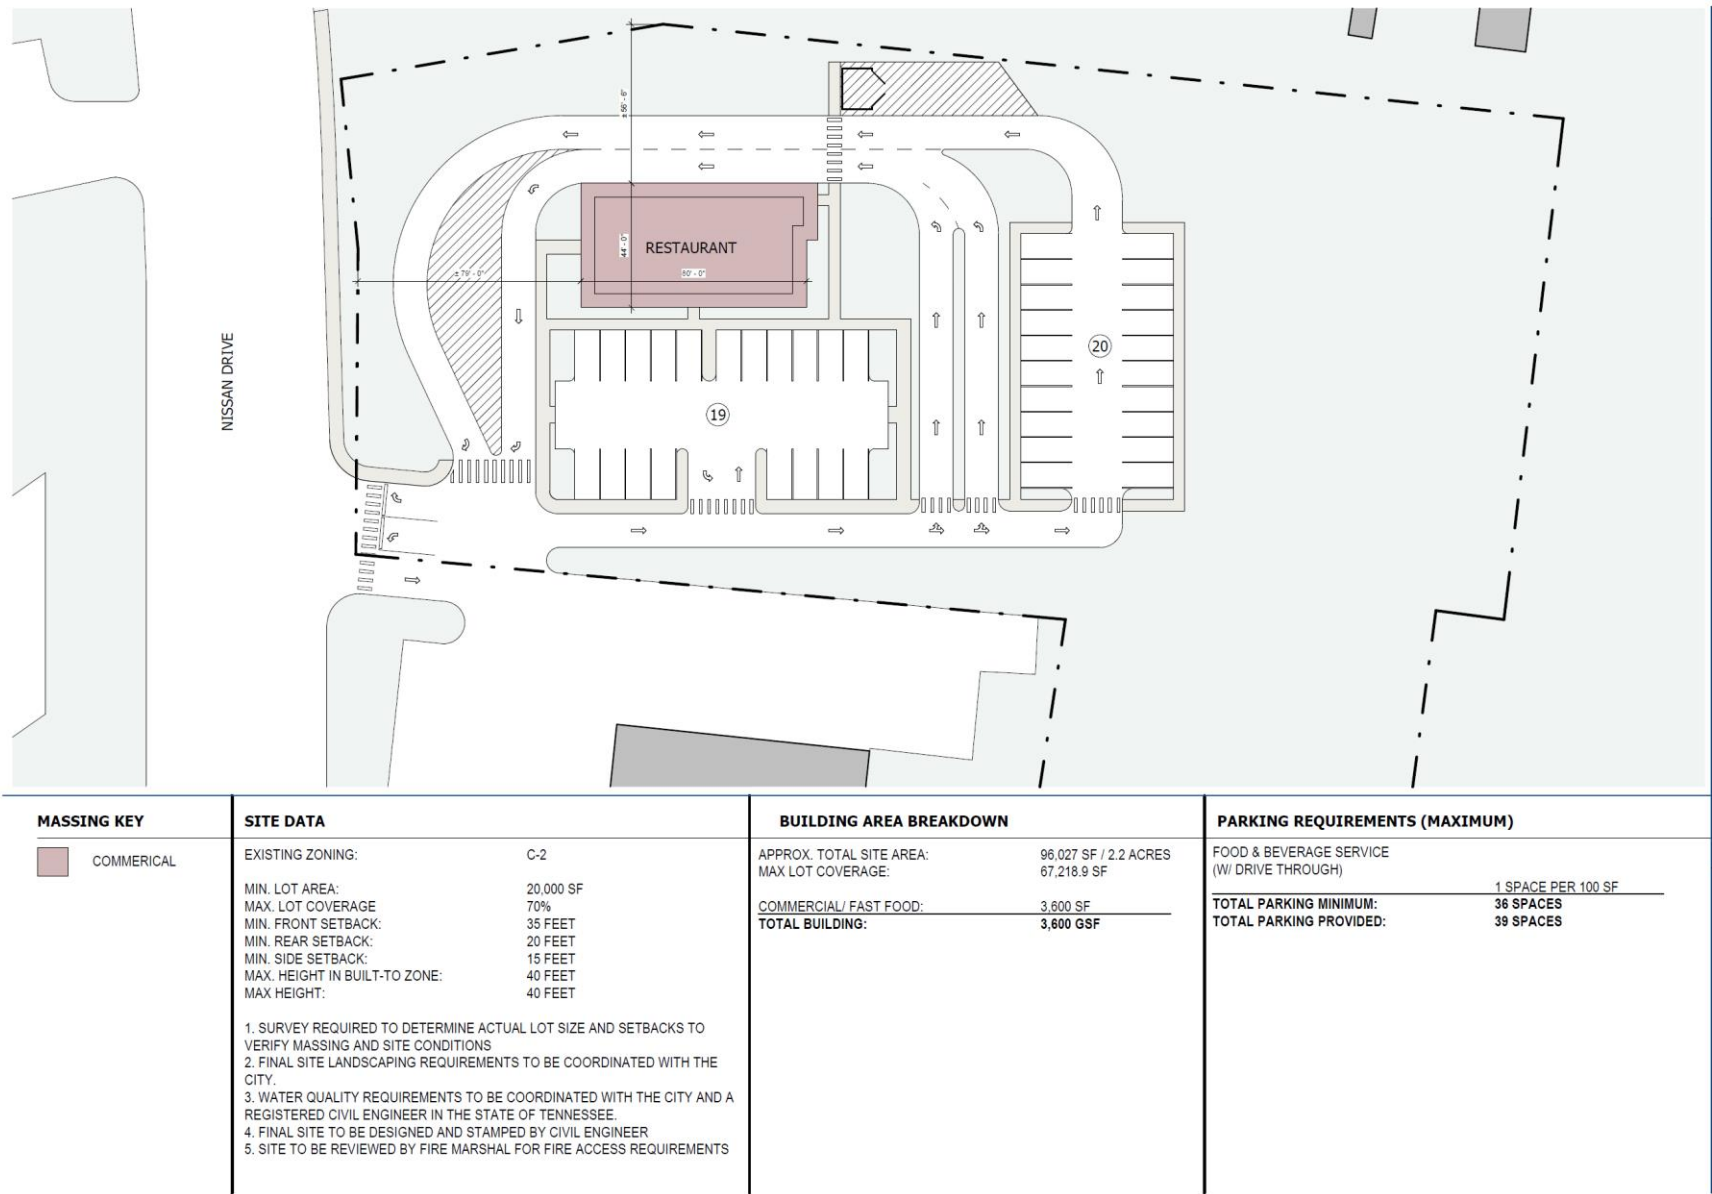 ± 56' - 6"
RESTAURANT
44' - 0"
± 79' - 0"
80' - 0"
NISSAN DRIVE
20
19
MASSING KEY
COMMERICAL
SITE DATA
EXISTING ZONING: C-2
MIN. LOT AREA: 20,000 SF
MAX. LOT COVERAGE 70%
MIN. FRONT SETBACK: 35 FEET
MIN. REAR SETBACK: 20 FEET
MIN. SIDE SETBACK: 15 FEET
MAX. HEIGHT IN BUILT-TO ZONE: 40 FEET
MAX HEIGHT: 40 FEET
1. SURVEY REQUIRED TO DETERMINE ACTUAL LOT SIZE AND SETBACKS TO
VERIFY MASSING AND SITE CONDITIONS
2. FINAL SITE LANDSCAPING REQUIREMENTS TO BE COORDINATED WITH THE
CITY.
3. WATER QUALITY REQUIREMENTS TO BE COORDINATED WITH THE CITY AND A
REGISTERED CIVIL ENGINEER IN THE STATE OF TENNESSEE.
4. FINAL SITE TO BE DESIGNED AND STAMPED BY CIVIL ENGINEER
5. SITE TO BE REVIEWED BY FIRE MARSHAL FOR FIRE ACCESS REQUIREMENTS
BUILDING AREA BREAKDOWN
APPROX. TOTAL SITE AREA: 96,027 SF / 2.2 ACRES
MAX LOT COVERAGE: 67,218.9 SF
COMMERCIAL/ FAST FOOD: 3,600 SF
TOTAL BUILDING: 3,600 GSF
PARKING REQUIREMENTS (MAXIMUM)
FOOD & BEVERAGE SERVICE
(W/ DRIVE THROUGH)
1 SPACE PER 100 SF
TOTAL PARKING MINIMUM: 36 SPACES
TOTAL PARKING PROVIDED: 39 SPACES